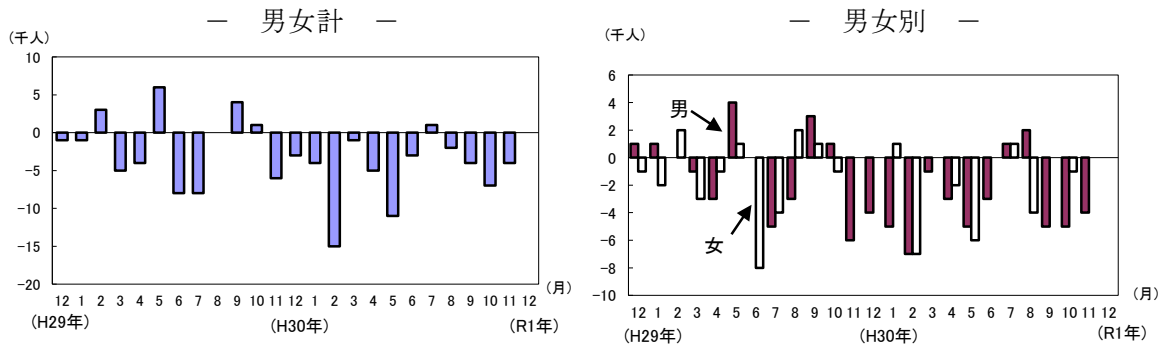 － 男女計 －
（千人）
10
5
0
-5
-10
-15
-20
12 1 2 3 4 5 6 7 8 9 10 11 12 1 2 3 4 5 6 7 8 9 10 11 12
（月）
（H29年） （H30年） （R1年）
－ 男女別 －
（千人）
6
4
2
0
-2
-4
-6
-8
-10
男
女
12 1 2 3 4 5 6 7 8 9 10 11 12 1 2 3 4 5 6 7 8 9 10 11 12
（月）
（H29年） （H30年） （R1年）